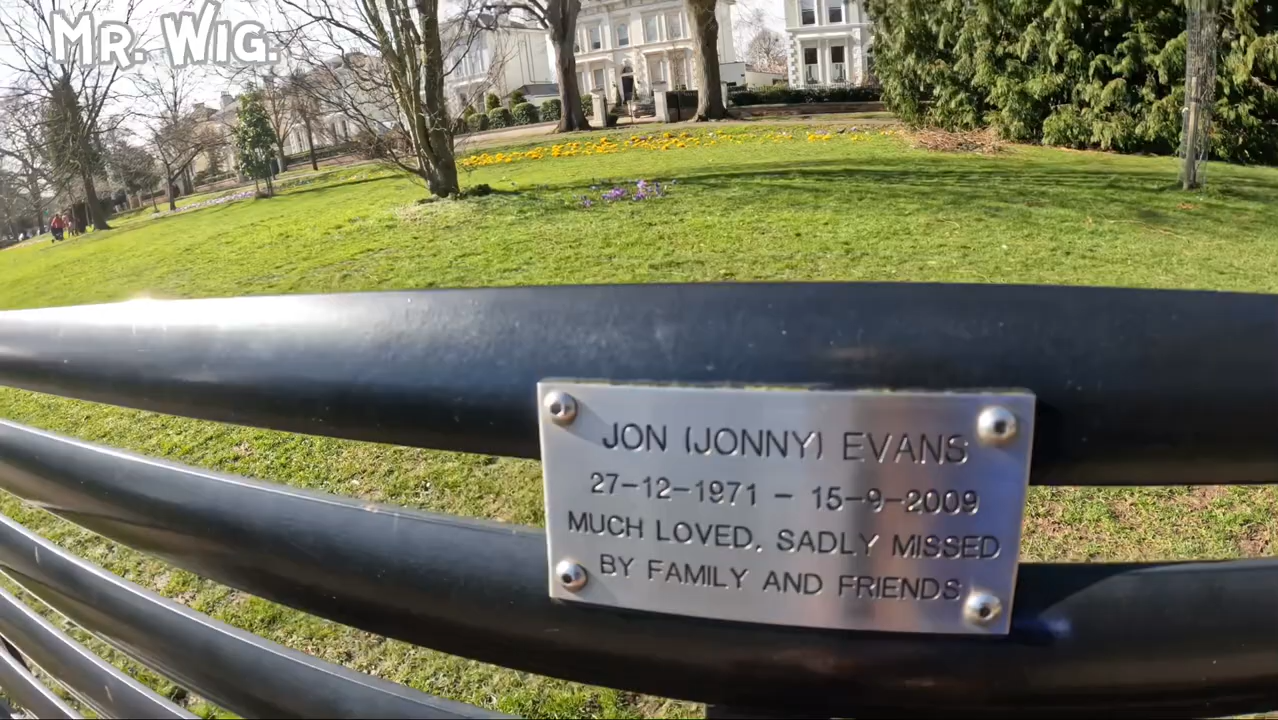 MR. WIG.
JON (JONNY) EVANS
27-12-1971 - 15-9-2009
MUCH LOVED. SADLY MISSED
BY FAMILY AND FRIENDS